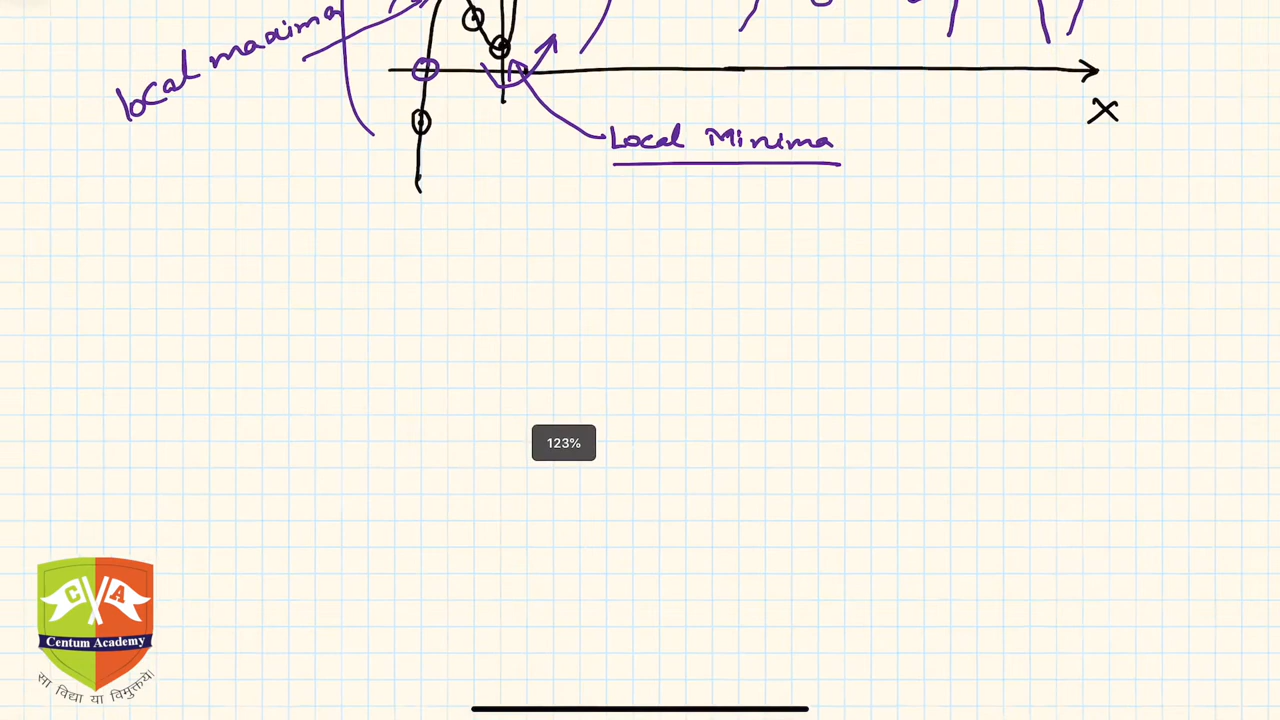 local maxima
X
Local Minima
123%
C A
Centum Academy
सा विद्या या विमुक्तये।